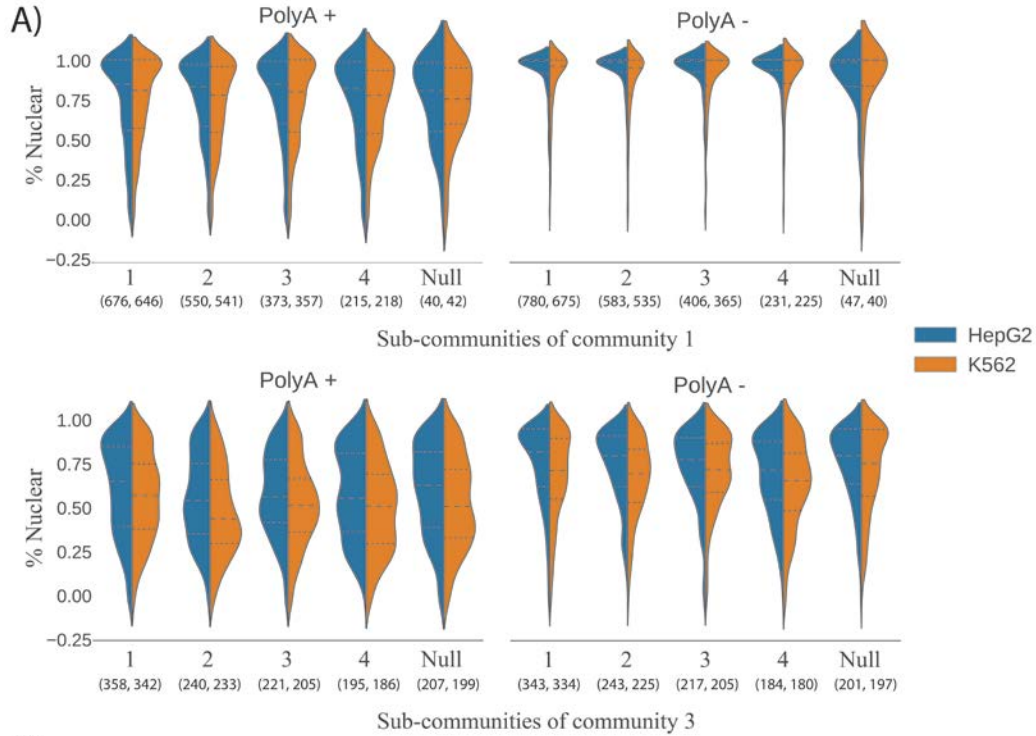 A)
PolyA +
PolyA -
% Nuclear
1.00
0.75
0.50
0.25
0.00
−0.25
1 2 3 4 Null
(676, 646) (550, 541) (373, 357) (215, 218) (40, 42)
1 2 3 4 Null
(780, 675) (583, 535) (406, 365) (231, 225) (47, 40)
Sub-communities of community 1
HepG2
K562
PolyA +
PolyA -
% Nuclear
1.00
0.75
0.50
0.25
0.00
−0.25
1 2 3 4 Null
(358, 342) (240, 233) (221, 205) (195, 186) (207, 199)
1 2 3 4 Null
(343, 334) (243, 225) (217, 205) (184, 180) (201, 197)
Sub-communities of community 3